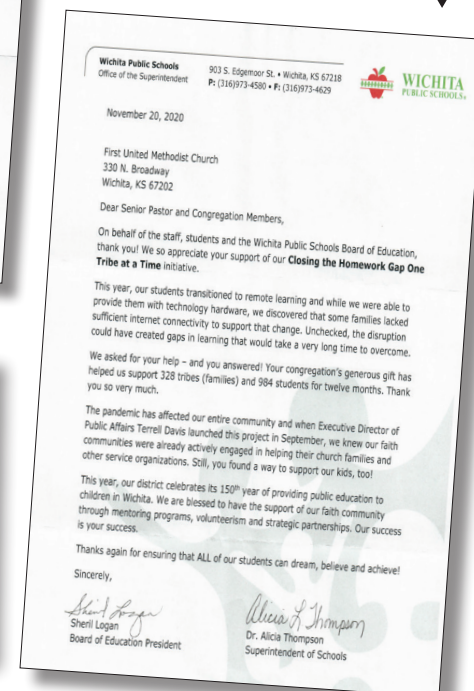 Wichita Public Schools
Office of the Superintendent
903 S. Edgemoor St. • Wichita, KS 67218
P: (316)973-4580 • F: (316)973-4629
WICHITA
PUBLIC SCHOOLS®
November 20, 2020
First United Methodist Church
330 N. Broadway
Wichita, KS 67202
Dear Senior Pastor and Congregation Members,
On behalf of the staff, students and the Wichita Public Schools Board of Education,
thank you! We so appreciate your support of our Closing the Homework Gap One
Tribe at a Time initiative.
This year, our students transitioned to remote learning and while we were able to
provide them with technology hardware, we discovered that some families lacked
sufficient internet connectivity to support that change. Unchecked, the disruption
could have created gaps in learning that would take a very long time to overcome.
We asked for your help – and you answered! Your congregation's generous gift has
helped us support 328 tribes (families) and 984 students for twelve months. Thank
you so very much.
The pandemic has affected our entire community and when Executive Director of
Public Affairs Terrell Davis launched this project in September, we knew our faith
communities were already actively engaged in helping their church families and
other service organizations. Still, you found a way to support our kids, too!
This year, our district celebrates its 150th year of providing public education to
children in Wichita. We are blessed to have the support of our faith community
through mentoring programs, volunteerism and strategic partnerships. Our success
is your success.
Thanks again for ensuring that ALL of our students can dream, believe and achieve!
Sincerely,
Sheril Logan
Alicia L Thompson
Sheril Logan
Board of Education President
Dr. Alicia Thompson
Superintendent of Schools